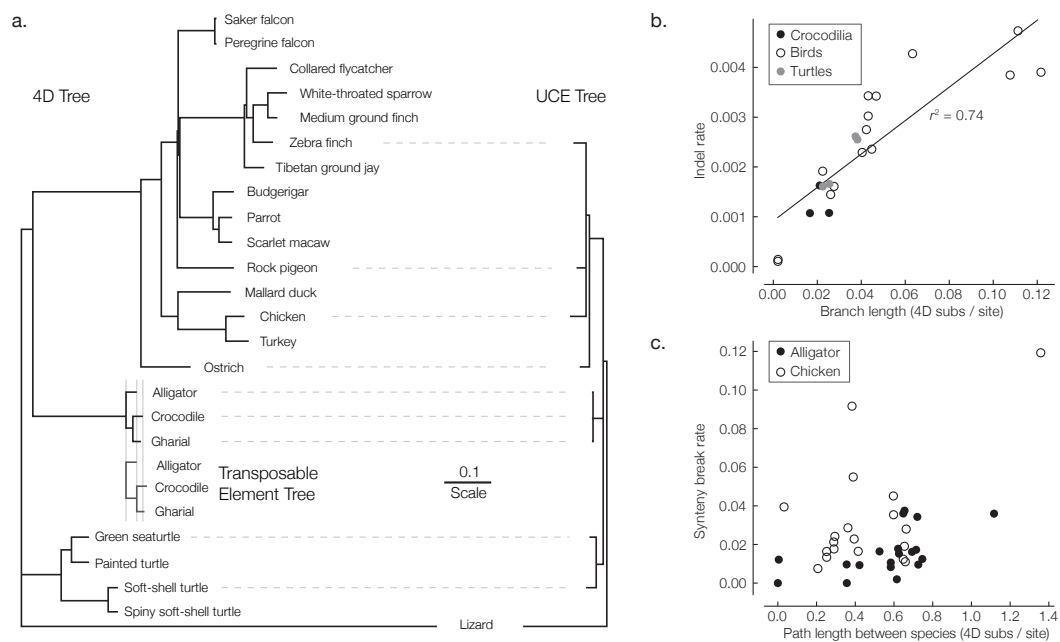 a.
4D Tree
UCE Tree
Saker falcon
Peregrine falcon
Collared flycatcher
White-throated sparrow
Medium ground finch
Zebra finch
Tibetan ground jay
Budgerigar
Parrot
Scarlet macaw
Rock pigeon
Mallard duck
Chicken
Turkey
Ostrich
Alligator
Crocodile
Gharial
Alligator
Crocodile
Gharial
Transposable
Element Tree
0.1
Scale
Green seaturtle
Painted turtle
Soft-shell turtle
Spiny soft-shell turtle
Lizard
b.
Crocodilia
Birds
Turtles
r² = 0.74
Indel rate
0.004
0.003
0.002
0.001
0.000
0.00 0.02 0.04 0.06 0.08 0.10 0.12
Branch length (4D subs / site)
c.
Alligator
Chicken
Synteny break rate
0.12
0.10
0.08
0.06
0.04
0.02
0.00
0.0 0.2 0.4 0.6 0.8 1.0 1.2 1.4
Path length between species (4D subs / site)